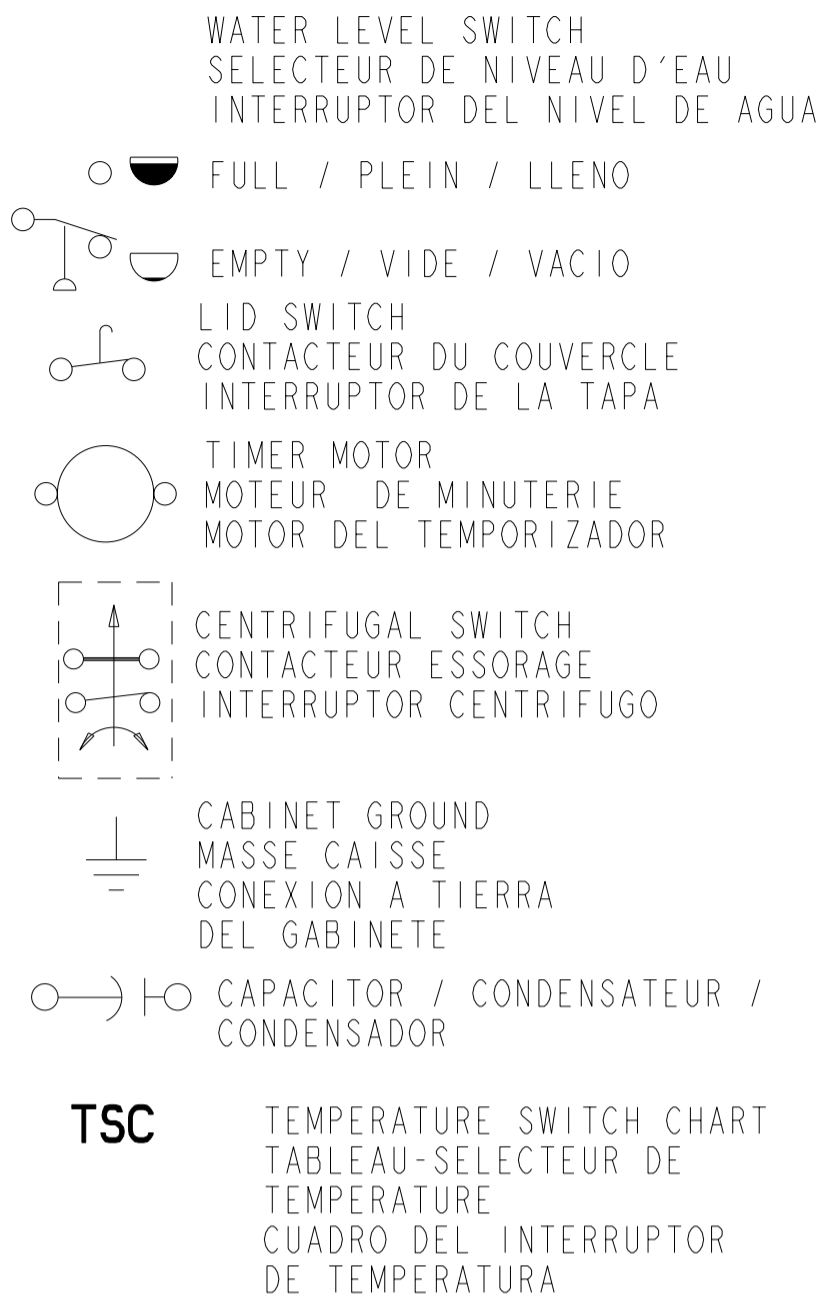 WATER LEVEL SWITCH
SELECTEUR DE NIVEAU D'EAU
INTERRUPTOR DEL NIVEL DE AGUA
FULL / PLEIN / LLENO
EMPTY / VIDE / VACIO
LID SWITCH
CONTACTEUR DU COUVERCLE
INTERRUPTOR DE LA TAPA
TIMER MOTOR
MOTEUR DE MINUTERIE
MOTOR DEL TEMPORIZADOR
CENTRIFUGAL SWITCH
CONTACTEUR ESSORAGE
INTERRUPTOR CENTRIFUGO
CABINET GROUND
MASSE CAISSE
CONEXION A TIERRA
DEL GABINETE
CAPACITOR / CONDENSATEUR /
CONDENSADOR
TSC TEMPERATURE SWITCH CHART
TABLEAU-SELECTEUR DE
TEMPERATURE
CUADRO DEL INTERRUPTOR
DE TEMPERATURA